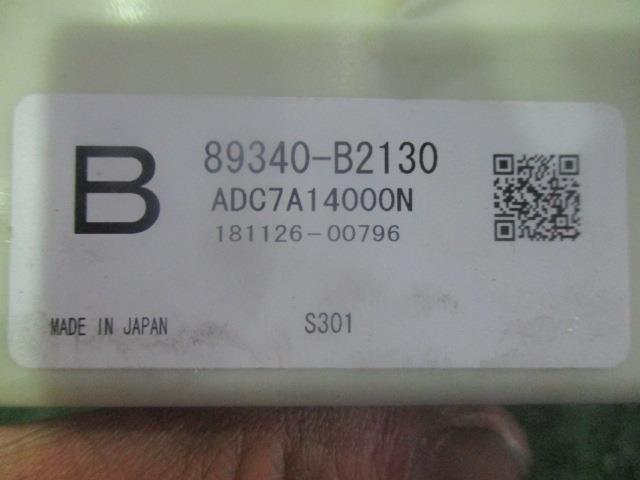 B
89340-B2130
ADC7A14000N
181126-00796
MADE IN JAPAN
S301